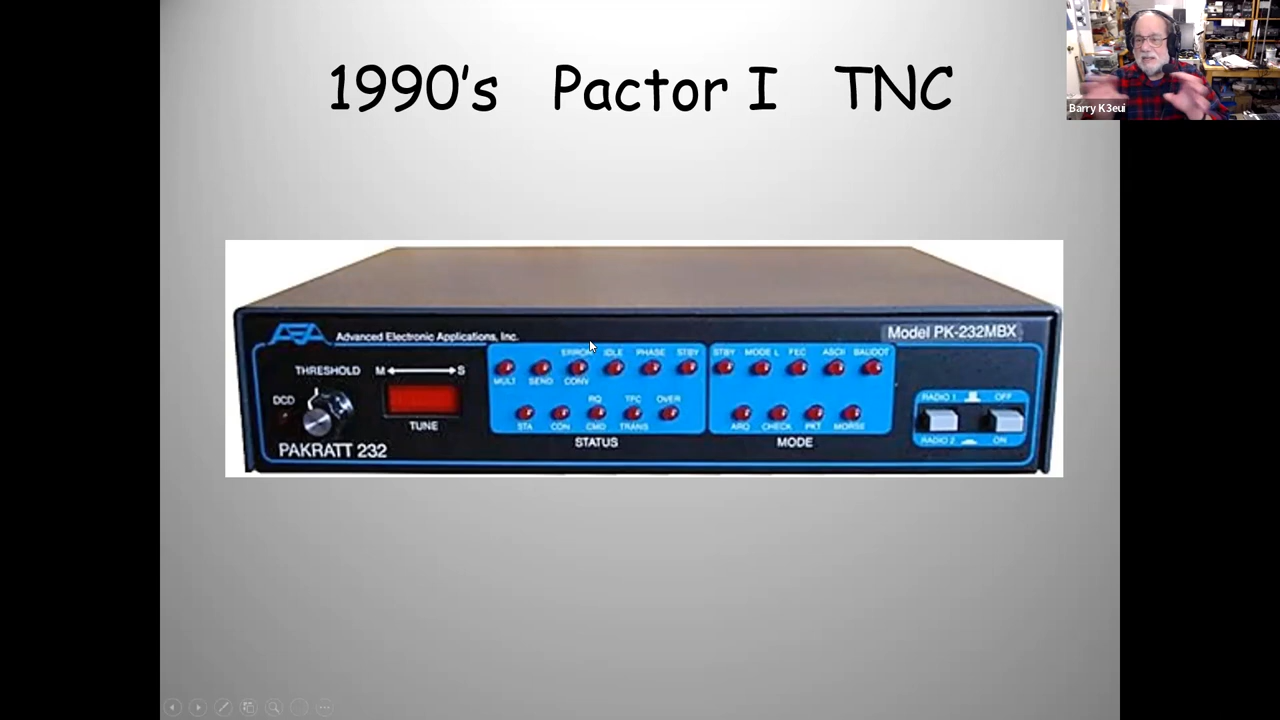 1990's Pactor I TNC
Barry K3eui
AEA Advanced Electronic Applications, Inc.
Model PK-232MBX
THRESHOLD
M S
DCD
TUNE
PAKRATT 232
ERROR IDLE PHASE STBY
MULT SEND CONV
RQ TFC OVER
STA CON CMD TRANS
STATUS
STBY MODE L FEC ASCII BAUDOT
ARQ CHECK PKT MORSE
MODE
RADIO 1 OFF
RADIO 2 ON